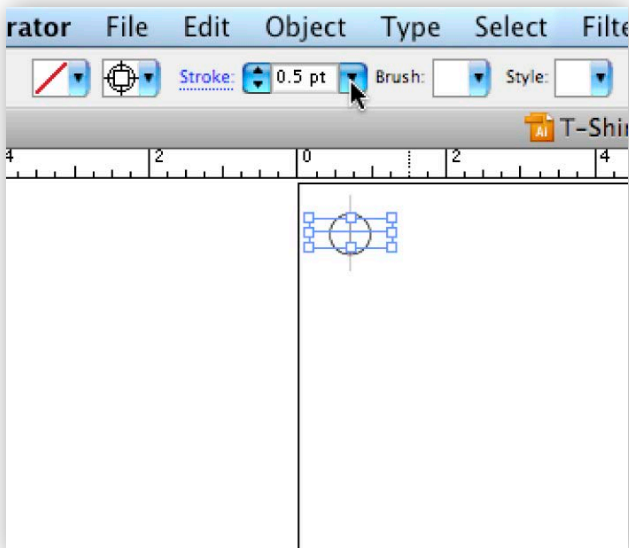 rator File Edit Object Type Select Filte
Stroke: 0.5 pt Brush: Style:
Ai T-Shi
4 2 0 2 4